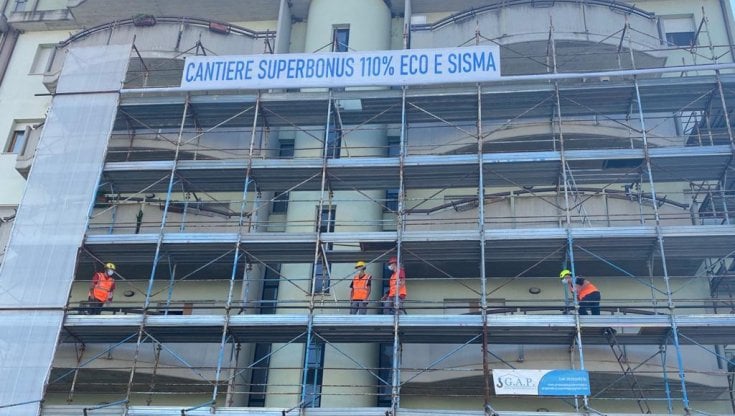 CANTIERE SUPERBONUS 110% ECO E SISMA
G.A.P.